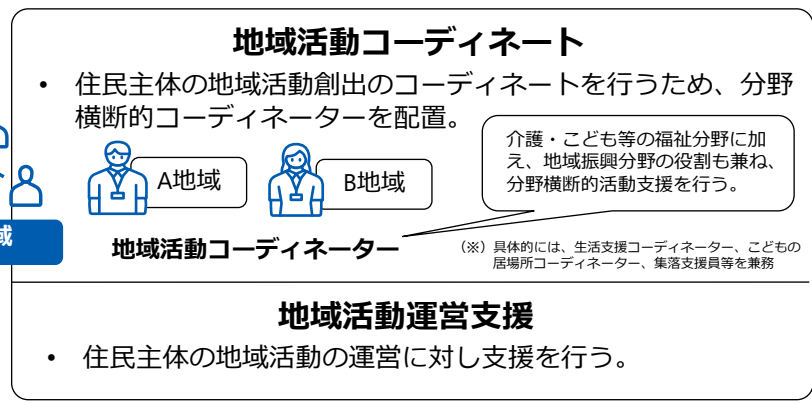 地域活動コーディネート
• 住民主体の地域活動創出のコーディネートを行うため、分野
横断的コーディネーターを配置。
介護・こども等の福祉分野に加
え、地域振興分野の役割も兼ね、
分野横断的活動支援を行う。
A地域
B地域
域
地域活動コーディネーター
（※）具体的には、生活支援コーディネーター、こどもの
居場所コーディネーター、集落支援員等を兼務
地域活動運営支援
• 住民主体の地域活動の運営に対し支援を行う。